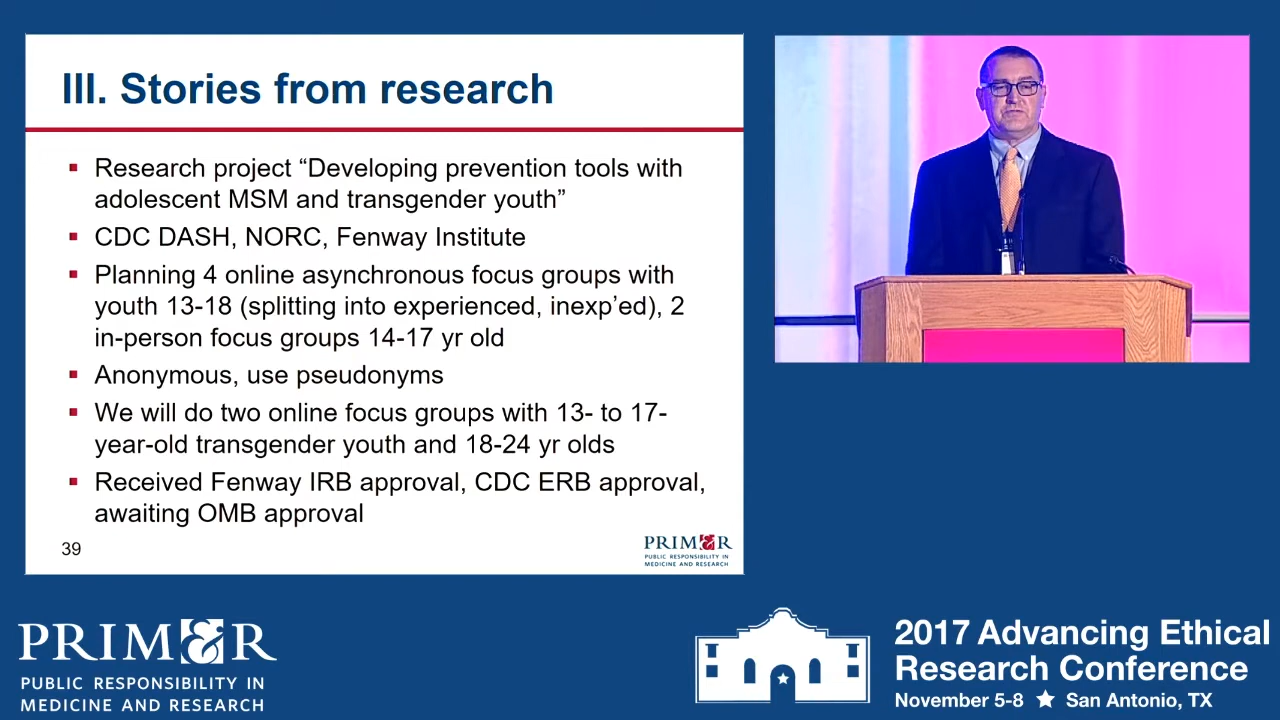 III. Stories from research
▪ Research project “Developing prevention tools with
adolescent MSM and transgender youth”
▪ CDC DASH, NORC, Fenway Institute
▪ Planning 4 online asynchronous focus groups with
youth 13-18 (splitting into experienced, inexp’ed), 2
in-person focus groups 14-17 yr old
▪ Anonymous, use pseudonyms
▪ We will do two online focus groups with 13- to 17-
year-old transgender youth and 18-24 yr olds
▪ Received Fenway IRB approval, CDC ERB approval,
awaiting OMB approval
39
PRIM&R
PUBLIC RESPONSIBILITY IN
MEDICINE AND RESEARCH
PRIM&R
PUBLIC RESPONSIBILITY IN
MEDICINE AND RESEARCH
2017 Advancing Ethical
Research Conference
November 5-8 ★ San Antonio, TX